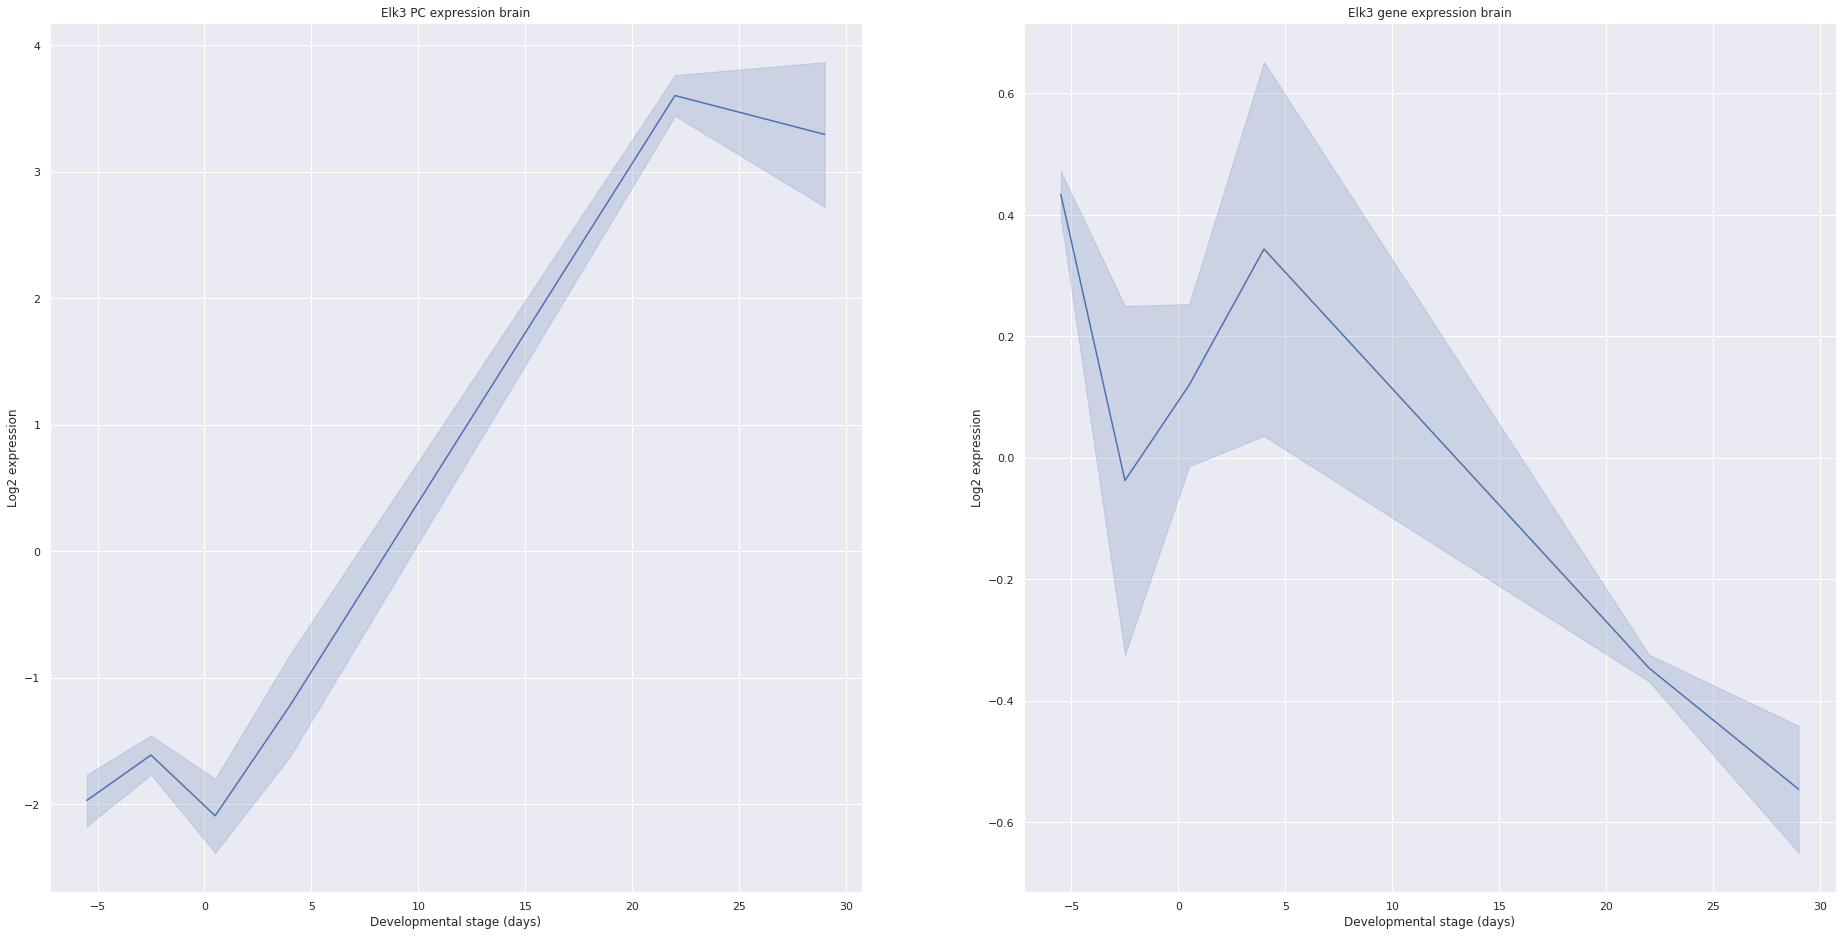 Elk3 PC expression brain
Log2 expression
4
3
2
1
0
−1
−2
−5 0 5 10 15 20 25 30
Developmental stage (days)
Elk3 gene expression brain
Log2 expression
0.6
0.4
0.2
0.0
−0.2
−0.4
−0.6
−5 0 5 10 15 20 25 30
Developmental stage (days)